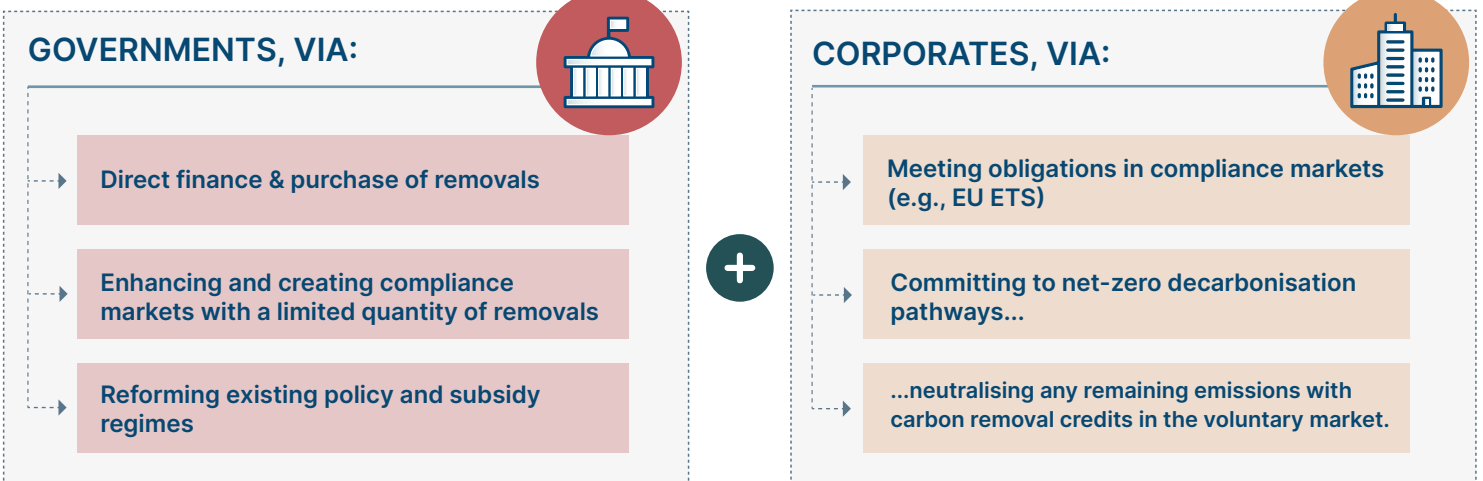 GOVERNMENTS, VIA:
Direct finance & purchase of removals
Enhancing and creating compliance
markets with a limited quantity of removals
Reforming existing policy and subsidy
regimes
CORPORATES, VIA:
Meeting obligations in compliance markets
(e.g., EU ETS)
Committing to net-zero decarbonisation
pathways...
...neutralising any remaining emissions with
carbon removal credits in the voluntary market.